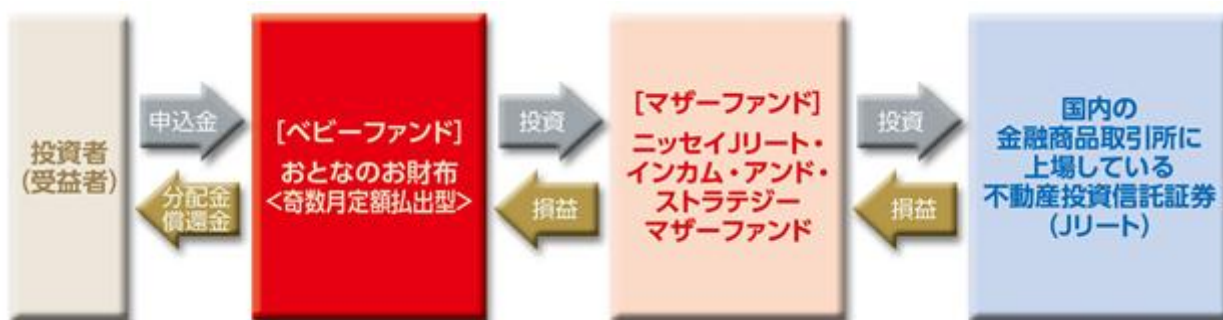 投資者
(受益者)
申込金
分配金
償還金
[ベビーファンド]
おとなのお財布
<奇数月定額払出型>
投資
損益
[マザーファンド]
ニッセイJリート・
インカム・アンド・
ストラテジー
マザーファンド
投資
損益
国内の
金融商品取引所に
上場している
不動産投資信託証券
(Jリート)